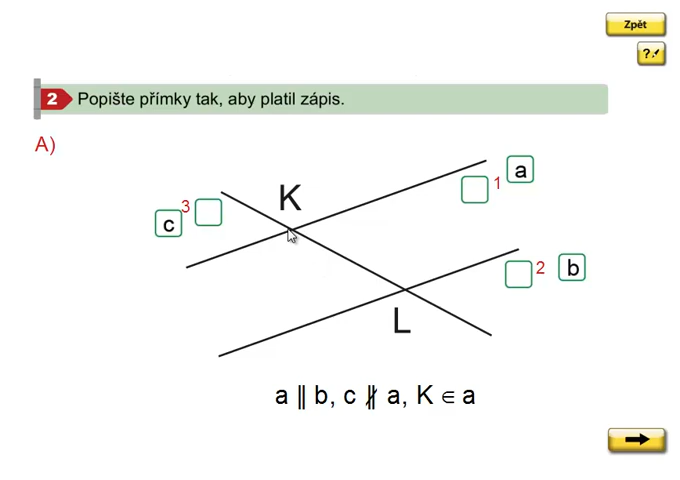 Zpět
?
2 Popište přímky tak, aby platil zápis.
A)
a
1
K
3
c
2 b
L
a ∥ b, c ∦ a, K ∈ a